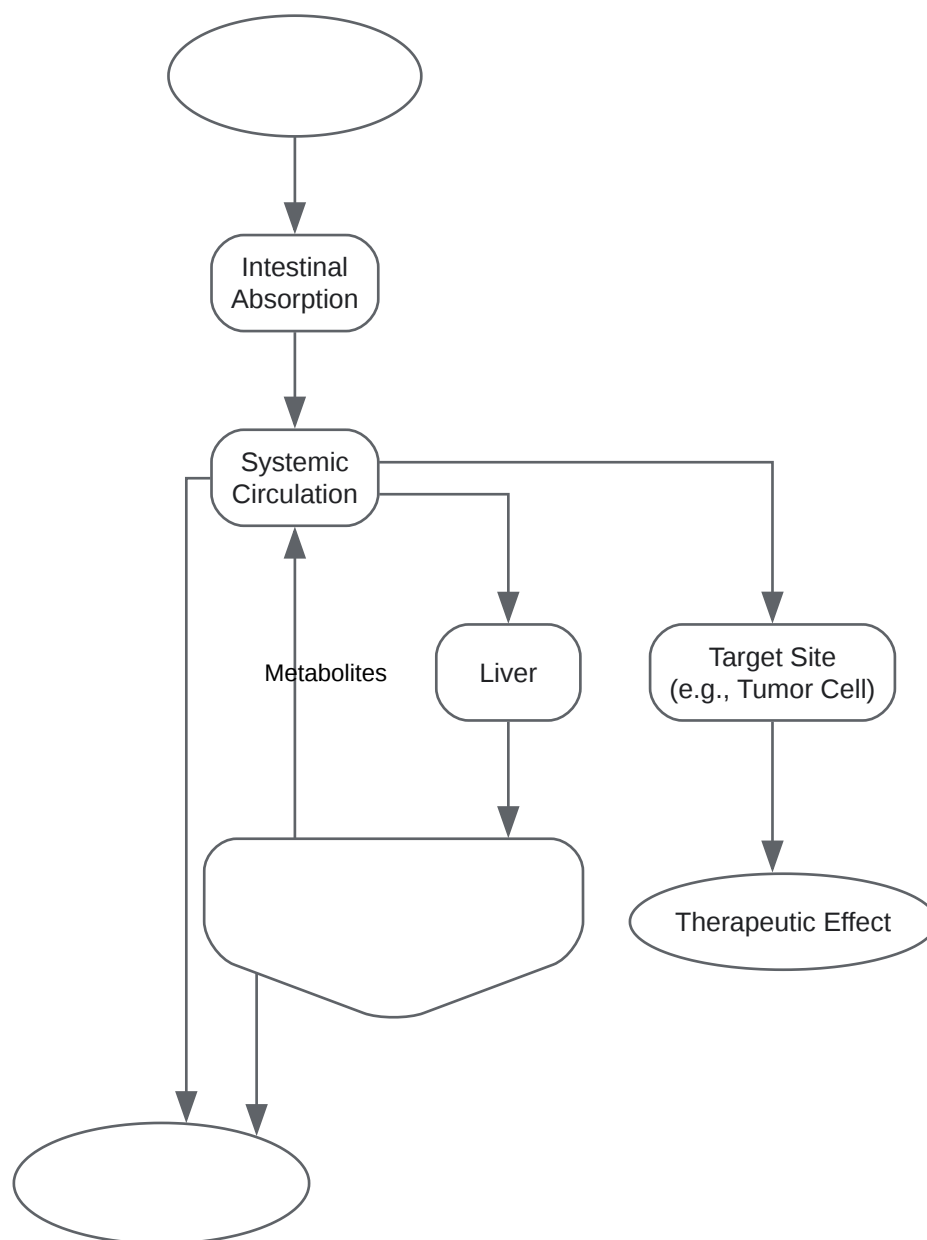 Intestinal
Absorption
Systemic
Circulation
Metabolites
Liver
Target Site
(e.g., Tumor Cell)
Therapeutic Effect